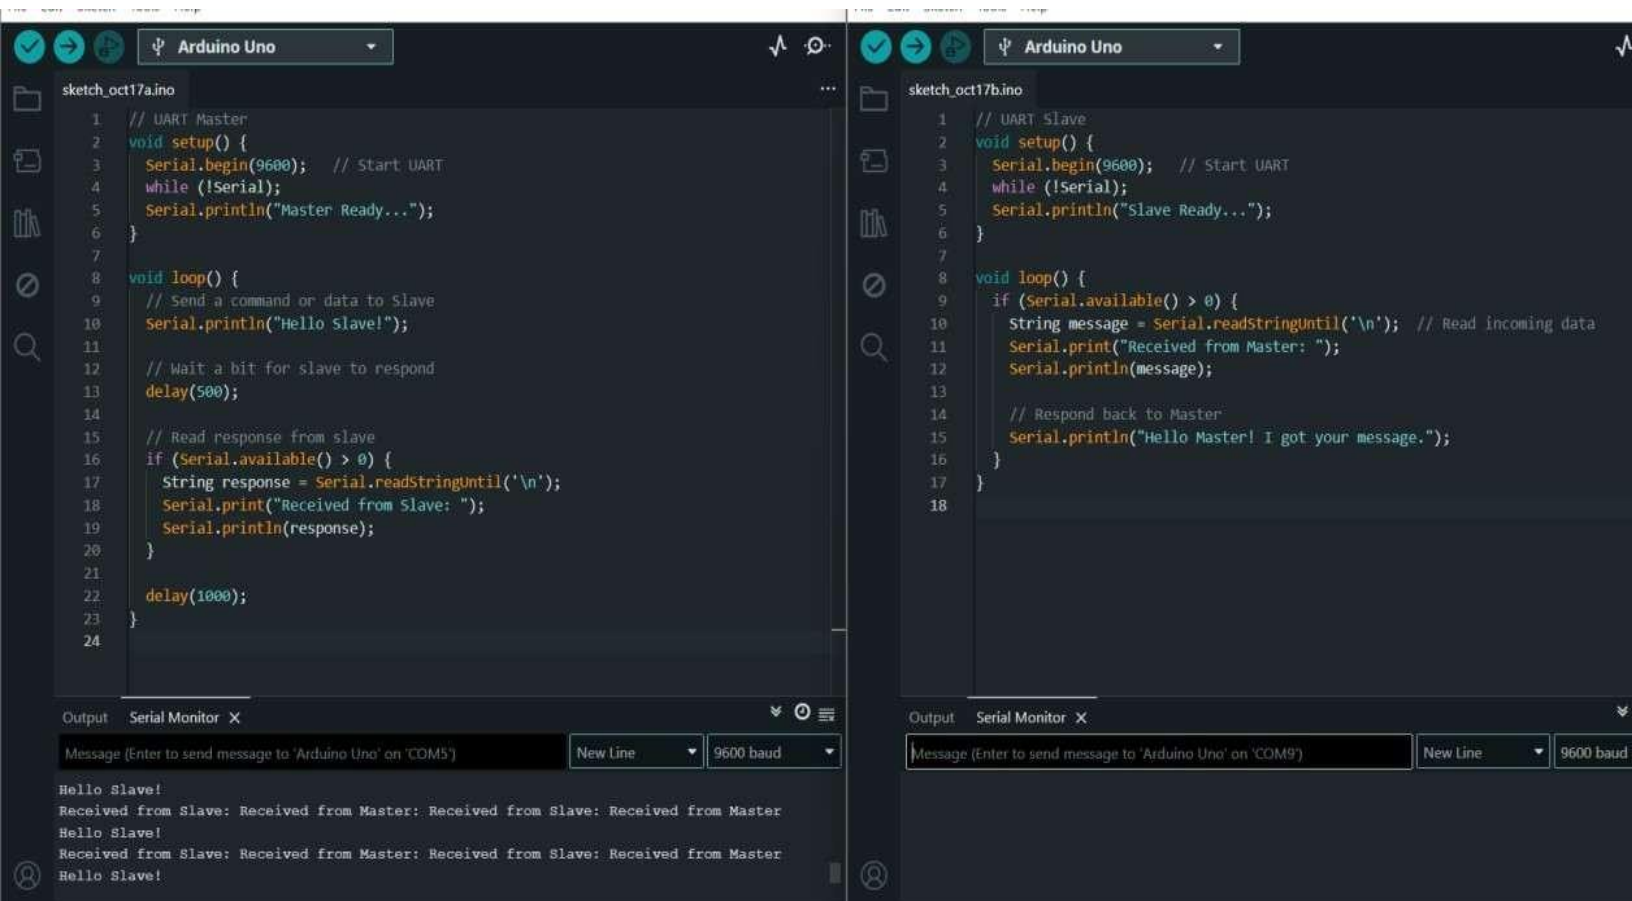 Arduino Uno
sketch_oct17a.ino
1 // UART Master
2 void setup() {
3 Serial.begin(9600); // Start UART
4 while (!Serial);
5 Serial.println("Master Ready...");
6 }
7
8 void loop() {
9 // Send a command or data to Slave
10 Serial.println("Hello Slave!");
11
12 // Wait a bit for slave to respond
13 delay(500);
14
15 // Read response from slave
16 if (Serial.available() > 0) {
17 String response = Serial.readStringUntil('\n');
18 Serial.print("Received from Slave: ");
19 Serial.println(response);
20 }
21
22 delay(1000);
23 }
24
Output Serial Monitor X
Message (Enter to send message to 'Arduino Uno' on 'COM5')
New Line 9600 baud
Hello Slave!
Received from Slave: Received from Master: Received from Slave: Received from Master
Hello Slave!
Received from Slave: Received from Master: Received from Slave: Received from Master
Hello Slave!
Arduino Uno
sketch_oct17b.ino
1 // UART Slave
2 void setup() {
3 Serial.begin(9600); // Start UART
4 while (!Serial);
5 Serial.println("Slave Ready...");
6 }
7
8 void loop() {
9 if (Serial.available() > 0) {
10 String message = Serial.readStringUntil('\n'); // Read incoming data
11 Serial.print("Received from Master: ");
12 Serial.println(message);
13
14 // Respond back to Master
15 Serial.println("Hello Master! I got your message.");
16 }
17 }
18
Output Serial Monitor X
Message (Enter to send message to 'Arduino Uno' on 'COM9')
New Line 9600 baud